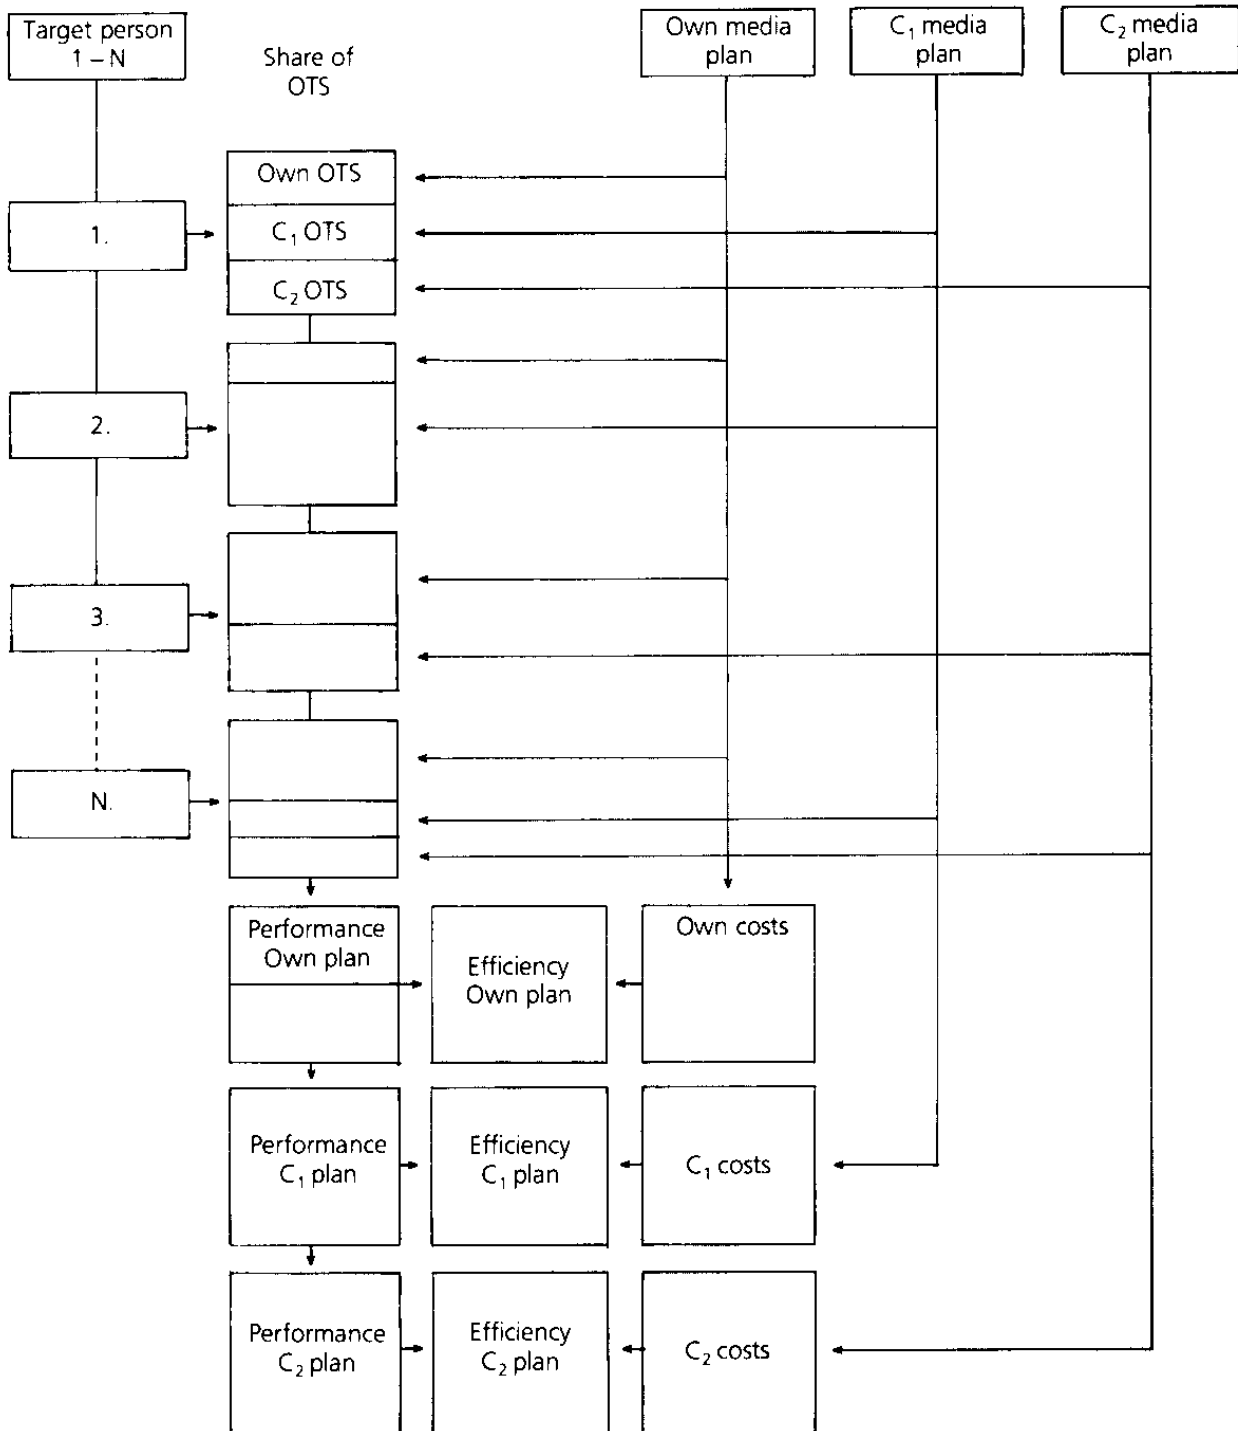 Target person
1 – N
Share of
OTS
Own media
plan
C₁ media
plan
C₂ media
plan
Own OTS
1.
C₁ OTS
C₂ OTS
2.
3.
N.
Performance
Own plan
Efficiency
Own plan
Own costs
Performance
C₁ plan
Efficiency
C₁ plan
C₁ costs
Performance
C₂ plan
Efficiency
C₂ plan
C₂ costs